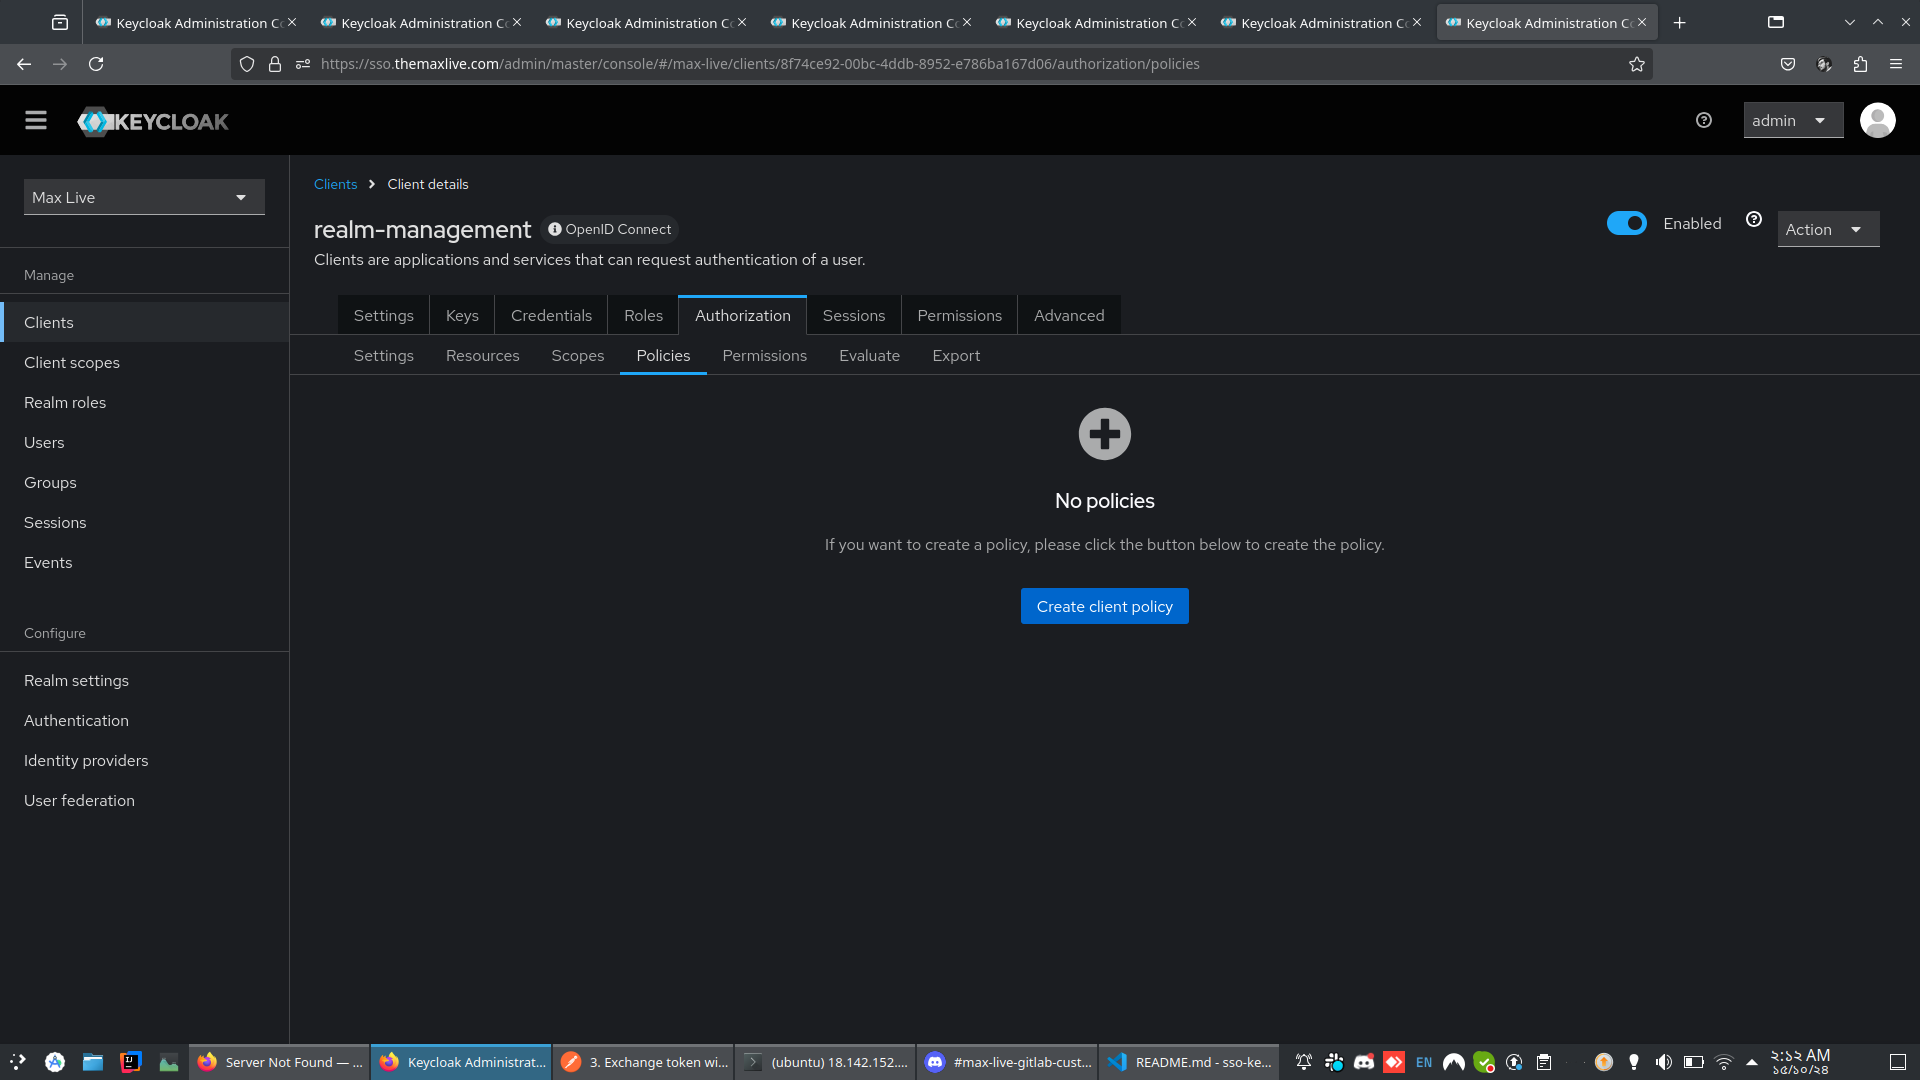 Keycloak Administration C
Keycloak Administration C
Keycloak Administration C
Keycloak Administration C
Keycloak Administration C
Keycloak Administration C
Keycloak Administration C
https://sso.themaxlive.com/admin/master/console/#/max-live/clients/8f74ce92-00bc-4ddb-8952-e786ba167d06/authorization/policies
KEYCLOAK
admin
Max Live
Manage
Clients
Client scopes
Realm roles
Users
Groups
Sessions
Events
Configure
Realm settings
Authentication
Identity providers
User federation
Clients Client details
realm-management OpenID Connect
Enabled Action
Clients are applications and services that can request authentication of a user.
Settings Keys Credentials Roles Authorization Sessions Permissions Advanced
Settings Resources Scopes Policies Permissions Evaluate Export
No policies
If you want to create a policy, please click the button below to create the policy.
Create client policy
Server Not Found — ...
Keycloak Administrat...
3. Exchange token wi...
(ubuntu) 18.142.152....
#max-live-gitlab-cust...
README.md - sso-ke...
EN
২:১২ AM
১৫/১০/২৪